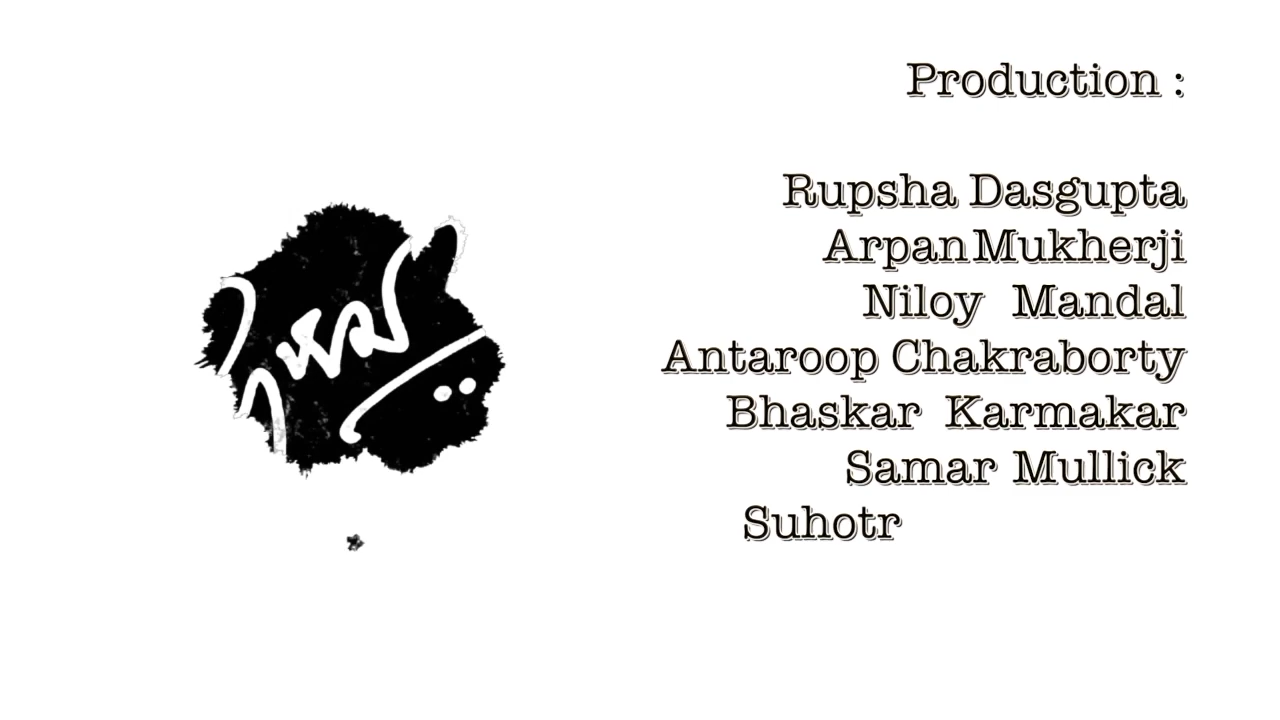 Production :
Rupsha Dasgupta
Arpan Mukherji
Niloy Mandal
Antaroop Chakraborty
Bhaskar Karmakar
Samar Mullick
Suhotr